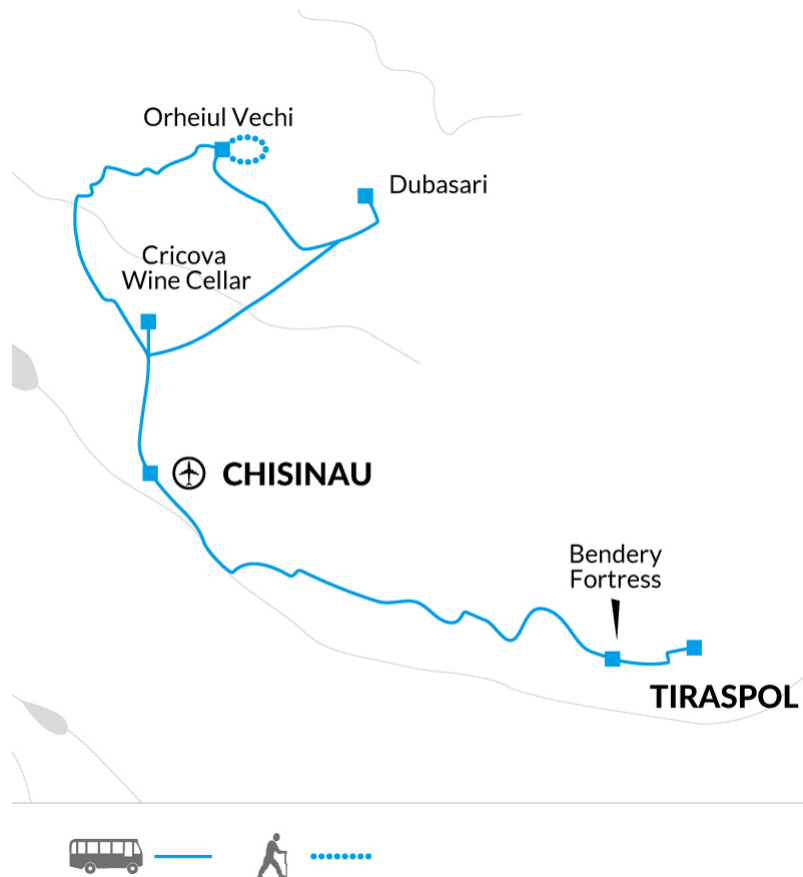 Orheiul Vechi
Dubasari
Cricova
Wine Cellar
CHISINAU
Bendery
Fortress
TIRASPOL